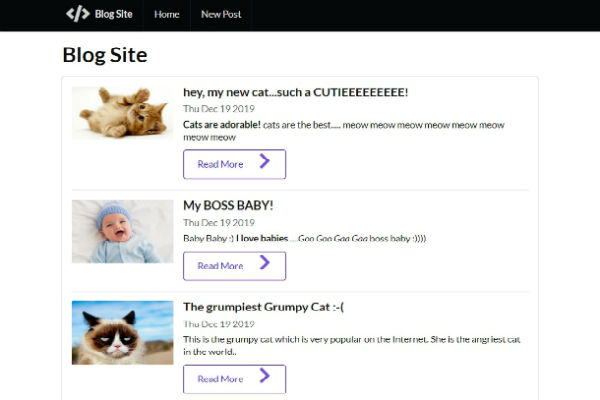 Blog Site Home New Post
Blog Site
hey, my new cat...such a CUTIEEEEEEEEE!
Thu Dec 19 2019
Cats are adorable! cats are the best..... meow meow meow meow meow meow
meow meow
Read More
My BOSS BABY!
Thu Dec 19 2019
Baby Baby :) I love babies ....Goo Goo Gaa Gaa boss baby :))))
Read More
The grumpiest Grumpy Cat :-(
Thu Dec 19 2019
This is the grumpy cat which is very popular on the Internet. She is the angriest cat
in the world..
Read More